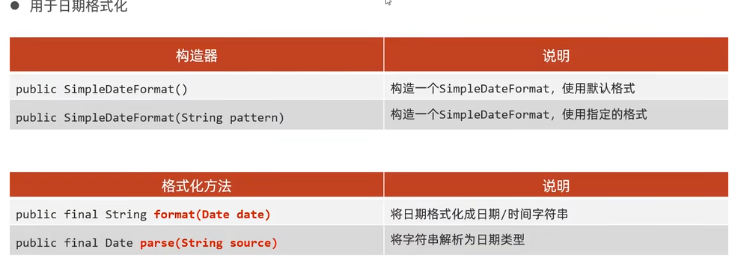 ● 用于日期格式化
构造器 说明
public SimpleDateFormat() 构造一个SimpleDateFormat，使用默认格式
public SimpleDateFormat(String pattern) 构造一个SimpleDateFormat，使用指定的格式
格式化方法 说明
public final String format(Date date) 将日期格式化成日期/时间字符串
public final Date parse(String source) 将字符串解析为日期类型